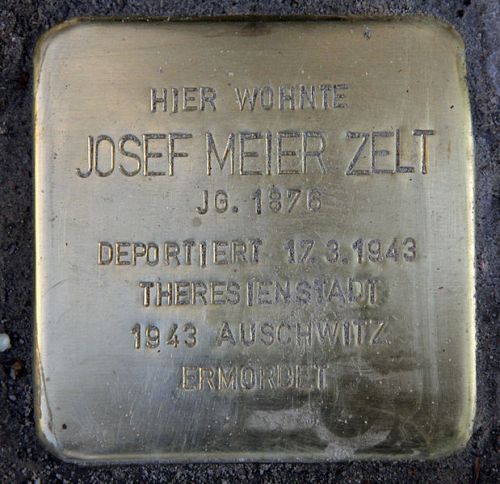 HIER WOHNTE
JOSEF MEIER ZELT
JG. 1876
DEPORTIERT 17.3.1943
THERESIENSTADT
1943 AUSCHWITZ
ERMORDET